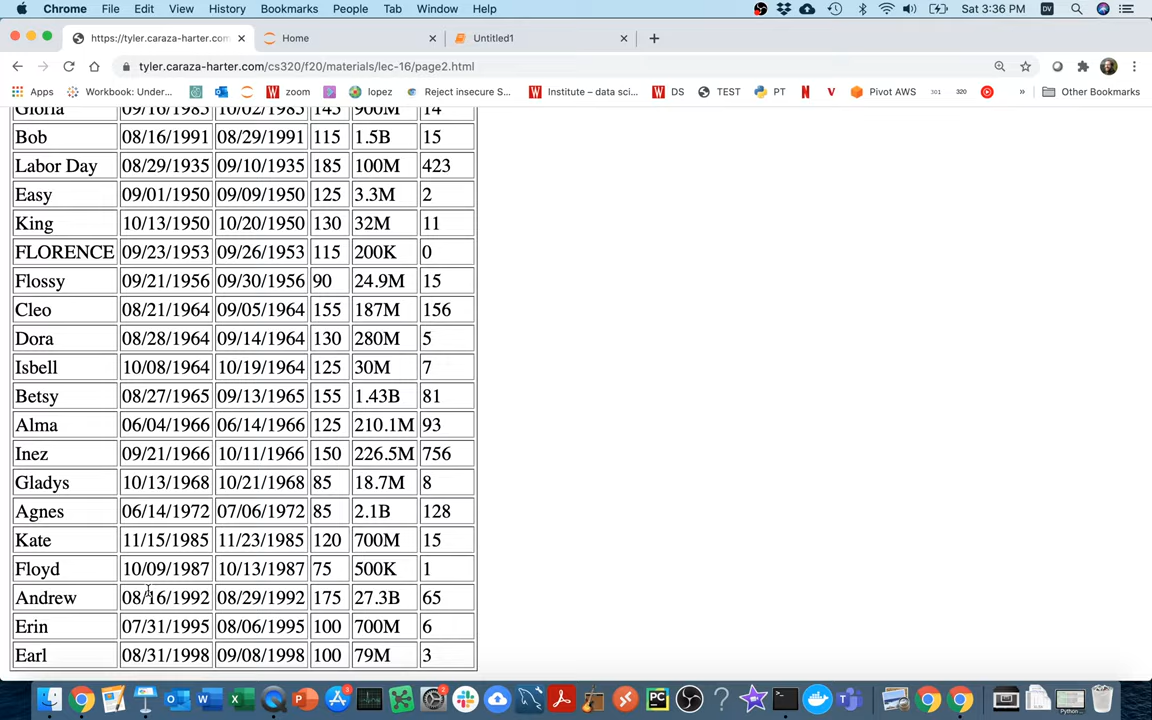 Chrome File Edit View History Bookmarks People Tab Window Help Sat 3:36 PM
https://tyler.caraza-harter.com Home Untitled1
tyler.caraza-harter.com/cs320/f20/materials/lec-16/page2.html
Apps Workbook: Under... zoom lopez Reject insecure S... Institute – data sci... DS TEST PT Pivot AWS 301 320 » Other Bookmarks
Gloria 09/16/1985 10/02/1985 145 900M 14
Bob 08/16/1991 08/29/1991 115 1.5B 15
Labor Day 08/29/1935 09/10/1935 185 100M 423
Easy 09/01/1950 09/09/1950 125 3.3M 2
King 10/13/1950 10/20/1950 130 32M 11
FLORENCE 09/23/1953 09/26/1953 115 200K 0
Flossy 09/21/1956 09/30/1956 90 24.9M 15
Cleo 08/21/1964 09/05/1964 155 187M 156
Dora 08/28/1964 09/14/1964 130 280M 5
Isbell 10/08/1964 10/19/1964 125 30M 7
Betsy 08/27/1965 09/13/1965 155 1.43B 81
Alma 06/04/1966 06/14/1966 125 210.1M 93
Inez 09/21/1966 10/11/1966 150 226.5M 756
Gladys 10/13/1968 10/21/1968 85 18.7M 8
Agnes 06/14/1972 07/06/1972 85 2.1B 128
Kate 11/15/1985 11/23/1985 120 700M 15
Floyd 10/09/1987 10/13/1987 75 500K 1
Andrew 08/16/1992 08/29/1992 175 27.3B 65
Erin 07/31/1995 08/06/1995 100 700M 6
Earl 08/31/1998 09/08/1998 100 79M 3